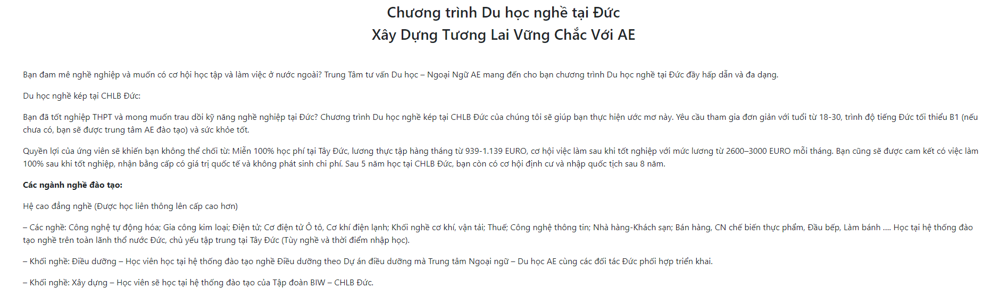 Chương trình Du học nghề tại Đức
Xây Dựng Tương Lai Vững Chắc Với AE
Bạn đam mê nghề nghiệp và muốn có cơ hội học tập và làm việc ở nước ngoài? Trung Tâm tư vấn Du học – Ngoại Ngữ AE mang đến cho bạn chương trình Du học nghề tại Đức đầy hấp dẫn và đa dạng.
Du học nghề kép tại CHLB Đức:
Bạn đã tốt nghiệp THPT và mong muốn trau dồi kỹ năng nghề nghiệp tại Đức? Chương trình Du học nghề kép tại CHLB Đức của chúng tôi sẽ giúp bạn thực hiện ước mơ này. Yêu cầu tham gia đơn giản với tuổi từ 18-30, trình độ tiếng Đức tối thiểu B1 (nếu
chưa có, bạn sẽ được trung tâm AE đào tạo) và sức khỏe tốt.
Quyền lợi của ứng viên sẽ khiến bạn không thể chối từ: Miễn 100% học phí tại Tây Đức, lương thực tập hàng tháng từ 939-1.139 EURO, cơ hội việc làm sau khi tốt nghiệp với mức lương từ 2600–3000 EURO mỗi tháng. Bạn cũng sẽ được cam kết có việc làm
100% sau khi tốt nghiệp, nhận bằng cấp có giá trị quốc tế và không phát sinh chi phí. Sau 5 năm học tại CHLB Đức, bạn còn có cơ hội định cư và nhập quốc tịch sau 8 năm.
Các ngành nghề đào tạo:
Hệ cao đẳng nghề (Được học liên thông lên cấp cao hơn)
– Các nghề: Công nghệ tự động hóa; Gia công kim loại; Điện tử; Cơ điện tử Ô tô, Cơ khí điện lạnh; Khối nghề cơ khí, vận tải; Thuế; Công nghệ thông tin; Nhà hàng-Khách sạn; Bán hàng, CN chế biến thực phẩm, Đầu bếp, Làm bánh …. Học tại hệ thống đào
tạo nghề trên toàn lãnh thổ nước Đức, chủ yếu tập trung tại Tây Đức (Tùy nghề và thời điểm nhập học).
– Khối nghề: Điều dưỡng – Học viên học tại hệ thống đào tạo nghề Điều dưỡng theo Dự án điều dưỡng mà Trung tâm Ngoại ngữ – Du học AE cùng các đối tác Đức phối hợp triển khai.
– Khối nghề: Xây dựng – Học viên sẽ học tại hệ thống đào tạo của Tập đoàn BIW – CHLB Đức.